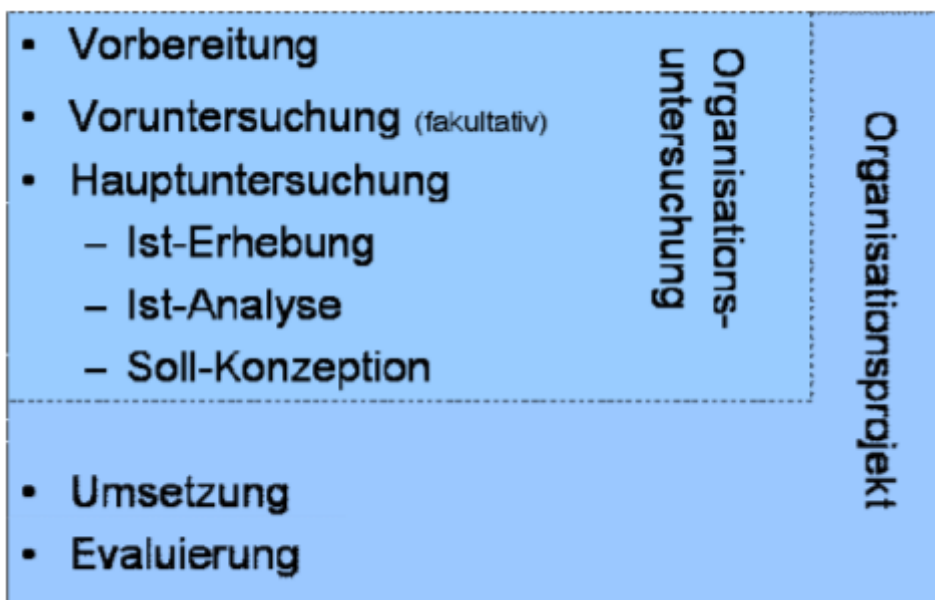 • Vorbereitung
• Voruntersuchung (fakultativ)
• Hauptuntersuchung
– Ist-Erhebung
– Ist-Analyse
– Soll-Konzeption
Organisations-
untersuchung
• Umsetzung
• Evaluierung
Organisationsprojekt